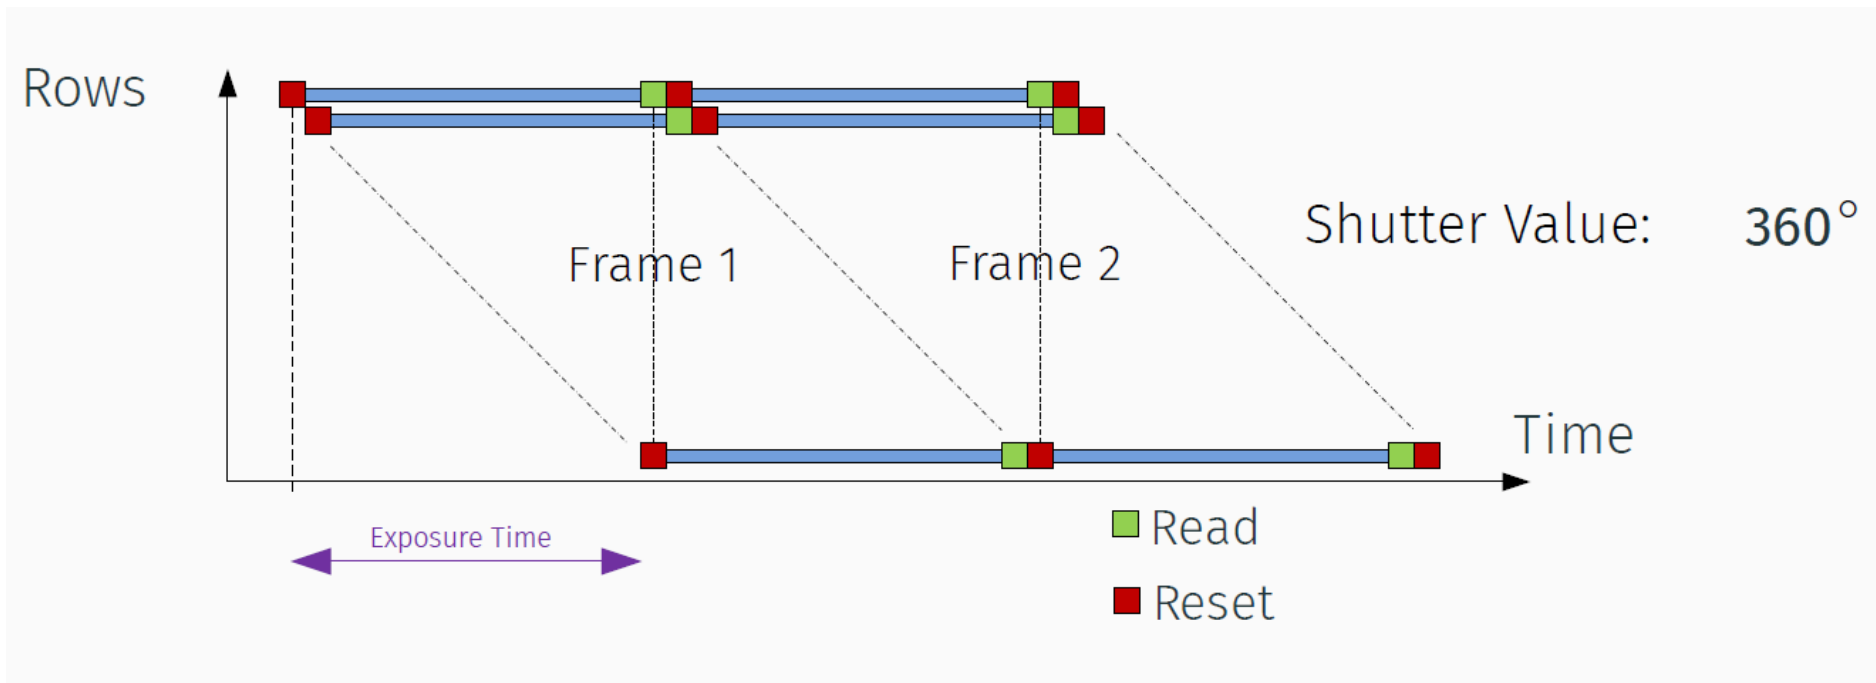 Rows
Frame 1
Frame 2
Shutter Value: 360°
Time
Exposure Time
Read
Reset